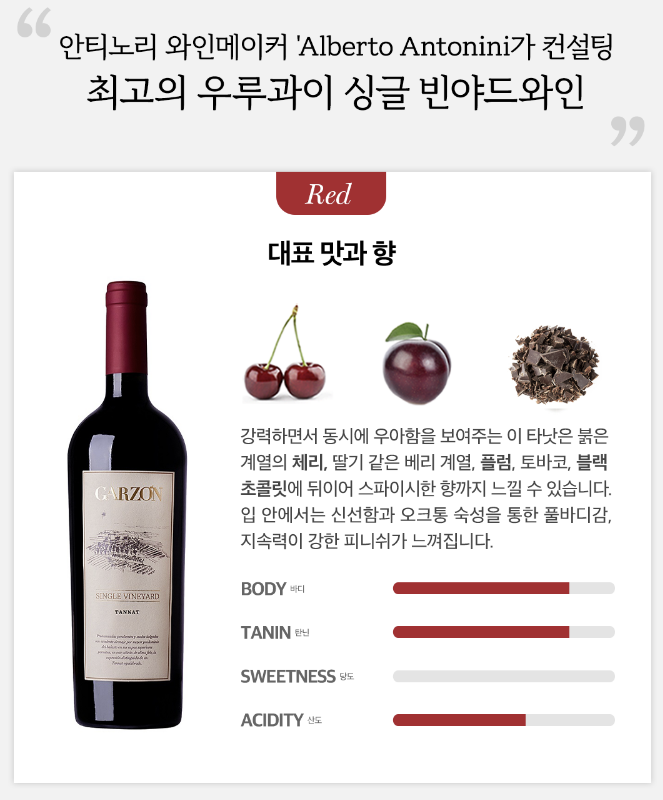 “
안티노리 와인메이커 'Alberto Antonini가 컨설팅
최고의 우루과이 싱글 빈야드와인
”
Red
대표 맛과 향
강력하면서 동시에 우아함을 보여주는 이 타낫은 붉은
계열의 체리, 딸기 같은 베리 계열, 플럼, 토바코, 블랙
초콜릿에 뒤이어 스파이시한 향까지 느낄 수 있습니다.
입 안에서는 신선함과 오크통 숙성을 통한 풀바디감,
지속력이 강한 피니쉬가 느껴집니다.
GARZÓN
SINGLE VINEYARD
TANNAT
BODY 바디
TANIN 탄닌
SWEETNESS 당도
ACIDITY 산도